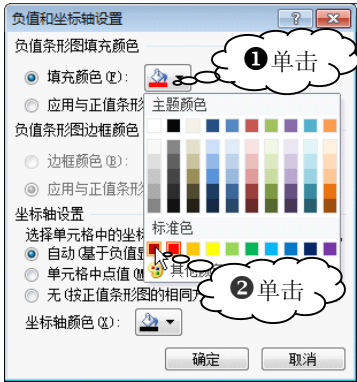 负值和坐标轴设置
负值条形图填充颜色
❶单击
填充颜色(F):
应用与正值条形
主题颜色
负值条形图边框颜色
边框颜色(B):
应用与正值条形
坐标轴设置
选择单元格中的坐标
标准色
自动(基于负值
单元格中点值(M
其他颜
❷单击
无(按正值条形图的相同方
坐标轴颜色(X):
确定
取消